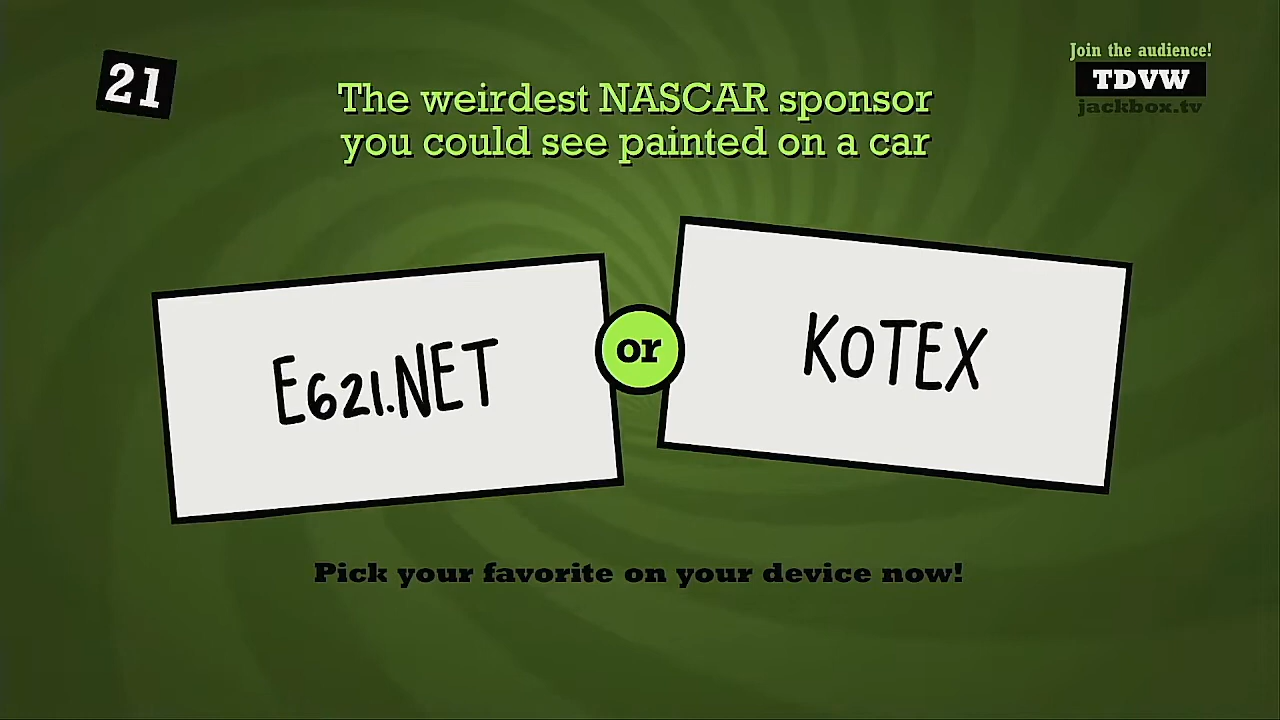 21
Join the audience!
TDVW
jackbox.tv
The weirdest NASCAR sponsor
you could see painted on a car
E621.NET
or
KOTEX
Pick your favorite on your device now!